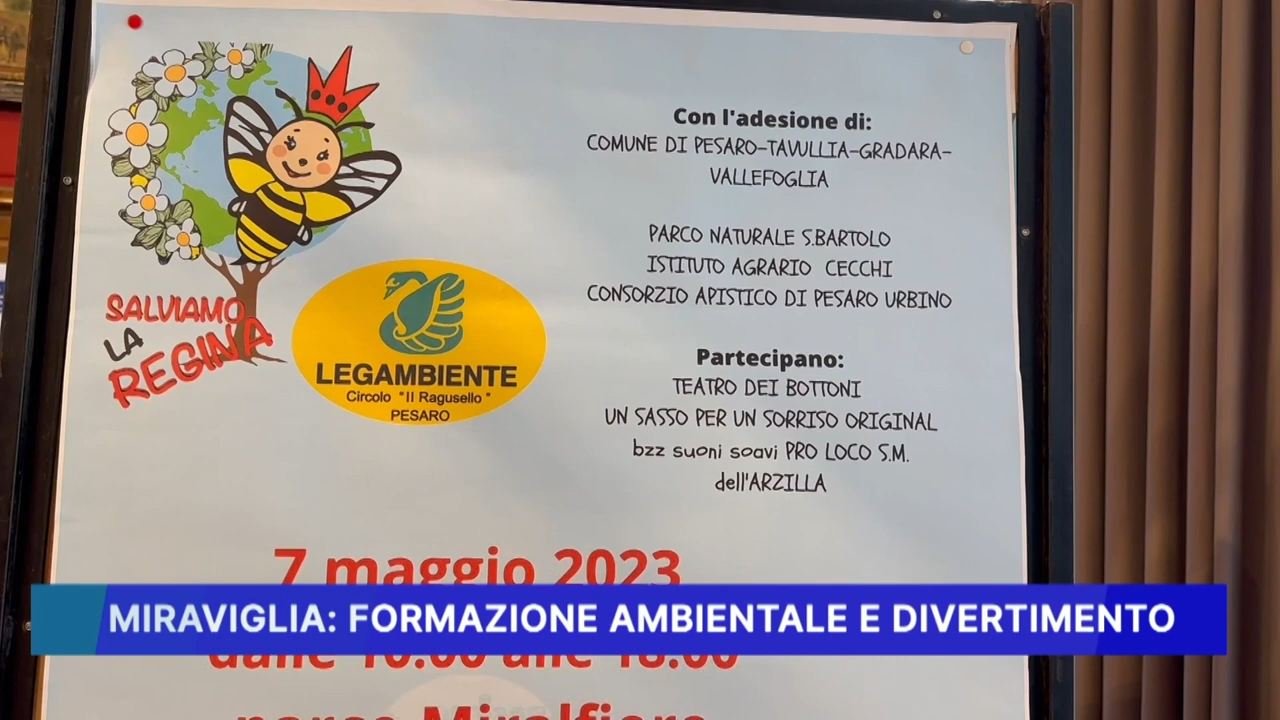 Con l'adesione di:
COMUNE DI PESARO-TAVULLIA-GRADARA-
VALLEFOGLIA
PARCO NATURALE S.BARTOLO
ISTITUTO AGRARIO CECCHI
CONSORZIO APISTICO DI PESARO URBINO
SALVIAMO
LA
REGINA
LEGAMBIENTE
Circolo "Il Ragusello"
PESARO
Partecipano:
TEATRO DEI BOTTONI
UN SASSO PER UN SORRISO ORIGINAL
bzz suoni soavi PRO LOCO S.M.
dell'ARZILLA
7 maggio 2023
MIRAVIGLIA: FORMAZIONE AMBIENTALE E DIVERTIMENTO
dalle 10.00 alle 18.00
parco Miralfiore